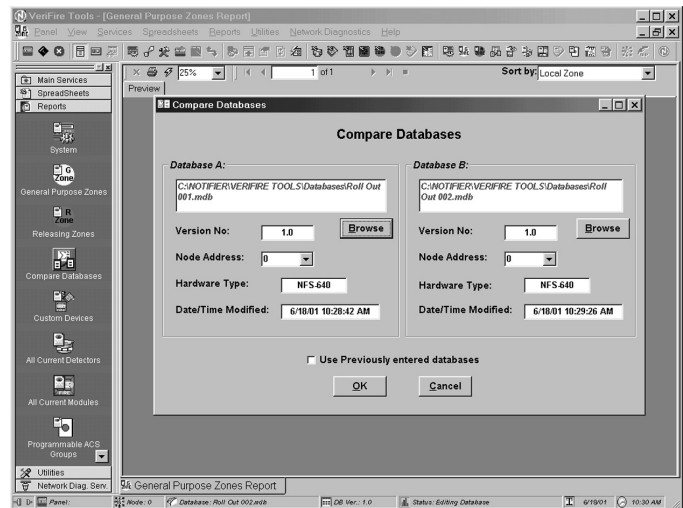 VeriFire Tools - [General Purpose Zones Report]
Panel View Services Spreadsheets Reports Utilities Network Diagnostics Help
25% 1 of 1 Sort by: Local Zone
Preview
Main Services
SpreadSheets
Reports
System
G Zone
General Purpose Zones
R Zone
Releasing Zones
Compare Databases
Custom Devices
All Current Detectors
All Current Modules
Programmable ACS
Groups
Utilities
Network Diag. Serv.
Compare Databases
Compare Databases
Database A:
C:\NOTIFIER\VERIFIRE TOOLS\Databases\Roll Out
001.mdb
Version No: 1.0 Browse
Node Address: 0
Hardware Type: NFS-640
Date/Time Modified: 6/18/01 10:28:42 AM
Database B:
C:\NOTIFIER\VERIFIRE TOOLS\Databases\Roll
Out 002.mdb
Version No: 1.0 Browse
Node Address: 0
Hardware Type: NFS-640
Date/Time Modified: 6/18/01 10:29:26 AM
Use Previously entered databases
OK Cancel
General Purpose Zones Report
Panel: Node: 0 Database: Roll Out 002.mdb DB Ver.: 1.0 Status: Editing Database 6/19/01 10:30 AM